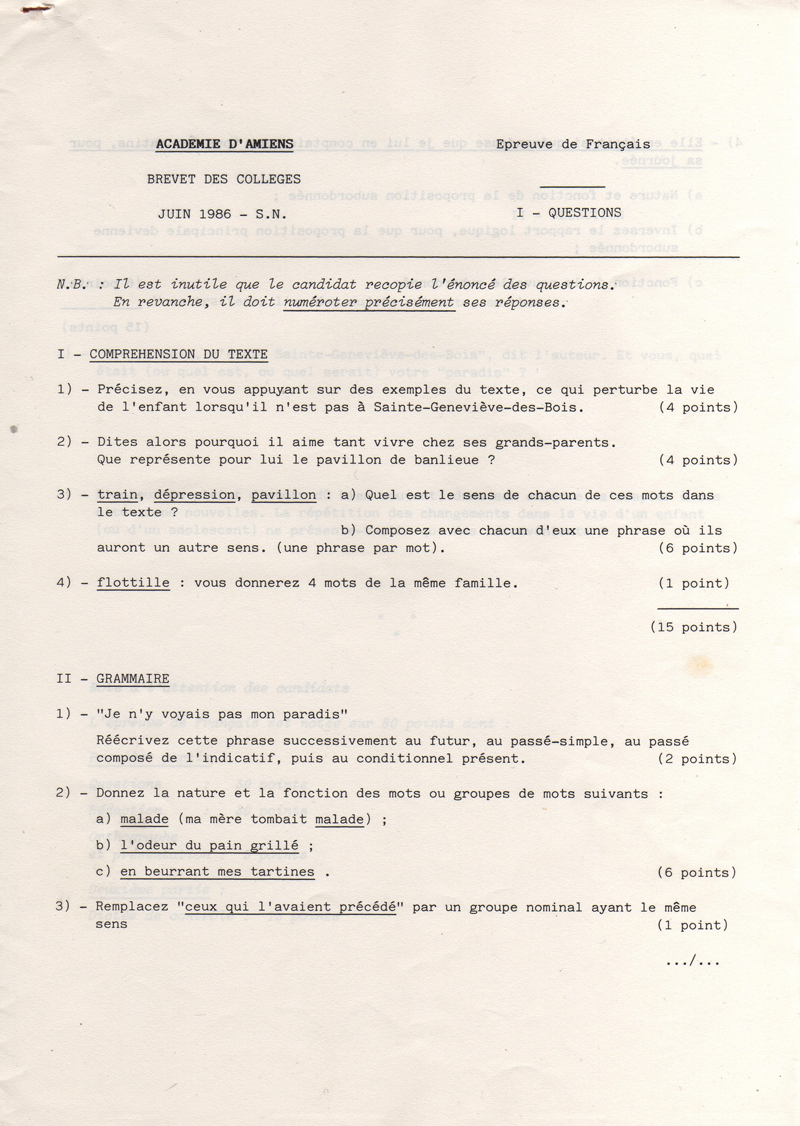 ACADEMIE D'AMIENS
Epreuve de Français
BREVET DES COLLEGES
JUIN 1986 - S.N.
I - QUESTIONS
N.B. : Il est inutile que le candidat recopie l'énoncé des questions.
En revanche, il doit numéroter précisément ses réponses.
I - COMPREHENSION DU TEXTE
1) - Précisez, en vous appuyant sur des exemples du texte, ce qui perturbe la vie
de l'enfant lorsqu'il n'est pas à Sainte-Geneviève-des-Bois. (4 points)
2) - Dites alors pourquoi il aime tant vivre chez ses grands-parents.
Que représente pour lui le pavillon de banlieue ? (4 points)
3) - train, dépression, pavillon : a) Quel est le sens de chacun de ces mots dans
le texte ?
b) Composez avec chacun d'eux une phrase où ils
auront un autre sens. (une phrase par mot). (6 points)
4) - flottille : vous donnerez 4 mots de la même famille. (1 point)
(15 points)
II - GRAMMAIRE
1) - "Je n'y voyais pas mon paradis"
Réécrivez cette phrase successivement au futur, au passé-simple, au passé
composé de l'indicatif, puis au conditionnel présent. (2 points)
2) - Donnez la nature et la fonction des mots ou groupes de mots suivants :
a) malade (ma mère tombait malade) ;
b) l'odeur du pain grillé ;
c) en beurrant mes tartines . (6 points)
3) - Remplacez "ceux qui l'avaient précédé" par un groupe nominal ayant le même
sens (1 point)
.../...